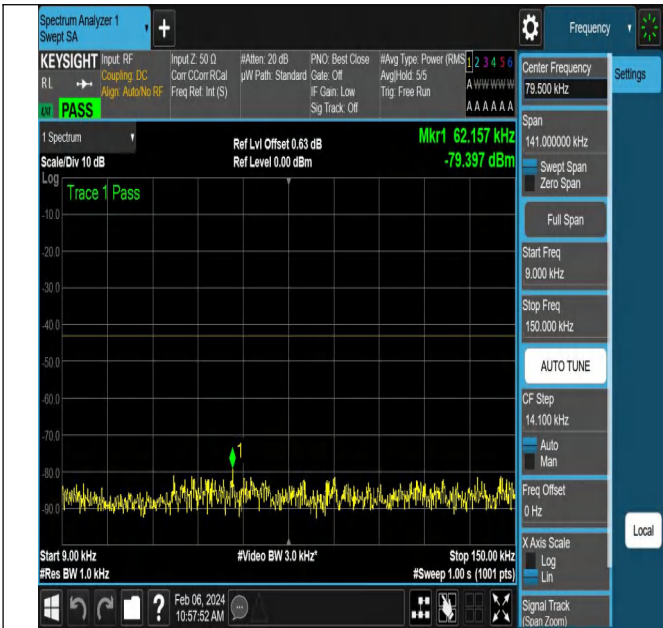 Spectrum Analyzer 1
Swept SA
+
Frequency
KEYSIGHT
RL
PASS
Input: RF
Coupling: DC
Align: Auto/No RF
Input Z: 50 Ω
Corr CCorr RCal
Freq Ref: Int (S)
#Atten: 20 dB
µW Path: Standard
PNO: Best Close
Gate: Off
IF Gain: Low
Sig Track: Off
#Avg Type: Power (RMS
Avg|Hold: 5/5
Trig: Free Run
1 2 3 4 5 6
A W W W W W
A A A A A A
1 Spectrum
Scale/Div 10 dB
Ref Lvl Offset 0.63 dB
Ref Level 0.00 dBm
Mkr1 62.157 kHz
-79.397 dBm
Log
Trace 1 Pass
-10.0
-20.0
-30.0
-40.0
-50.0
-60.0
-70.0
-80.0
-90.0
1
Start 9.00 kHz
#Res BW 1.0 kHz
#Video BW 3.0 kHz*
Stop 150.00 kHz
#Sweep 1.00 s (1001 pts)
?
Feb 06, 2024
10:57:52 AM
Center Frequency
79.500 kHz
Settings
Span
141.000000 kHz
Swept Span
Zero Span
Full Span
Start Freq
9.000 kHz
Stop Freq
150.000 kHz
AUTO TUNE
CF Step
14.100 kHz
Auto
Man
Freq Offset
0 Hz
Local
X Axis Scale
Log
Lin
Signal Track
(Span Zoom)